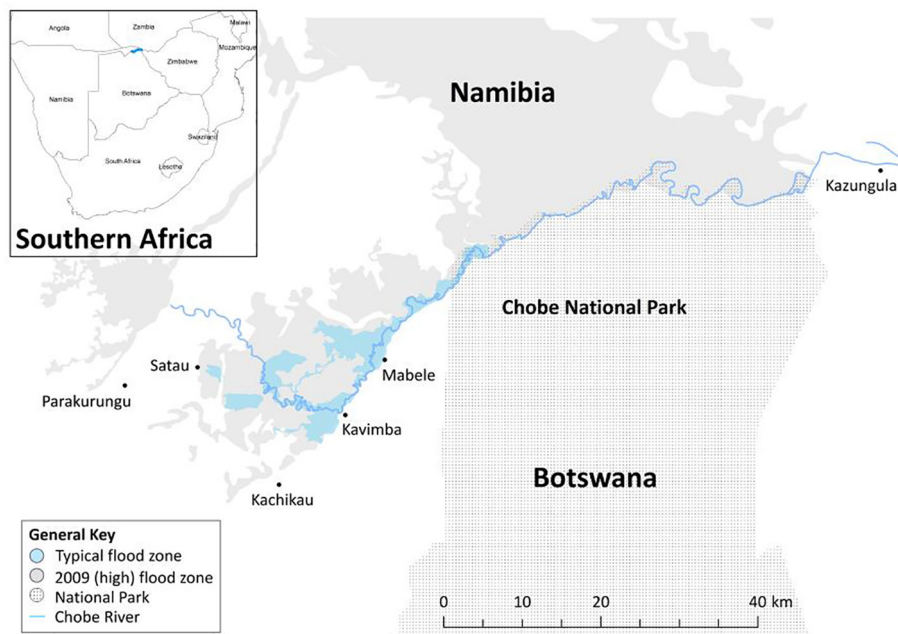 Angola
Zambia
Malawi
Mozambique
Zimbabwe
Namibia
Botswana
Swaziland
South Africa
Lesotho
Southern Africa
Namibia
Kazungula
Chobe National Park
Satau
Mabele
Parakurungu
Kavimba
Botswana
Kachikau
General Key
Typical flood zone
2009 (high) flood zone
National Park
Chobe River
0 10 20 40 km